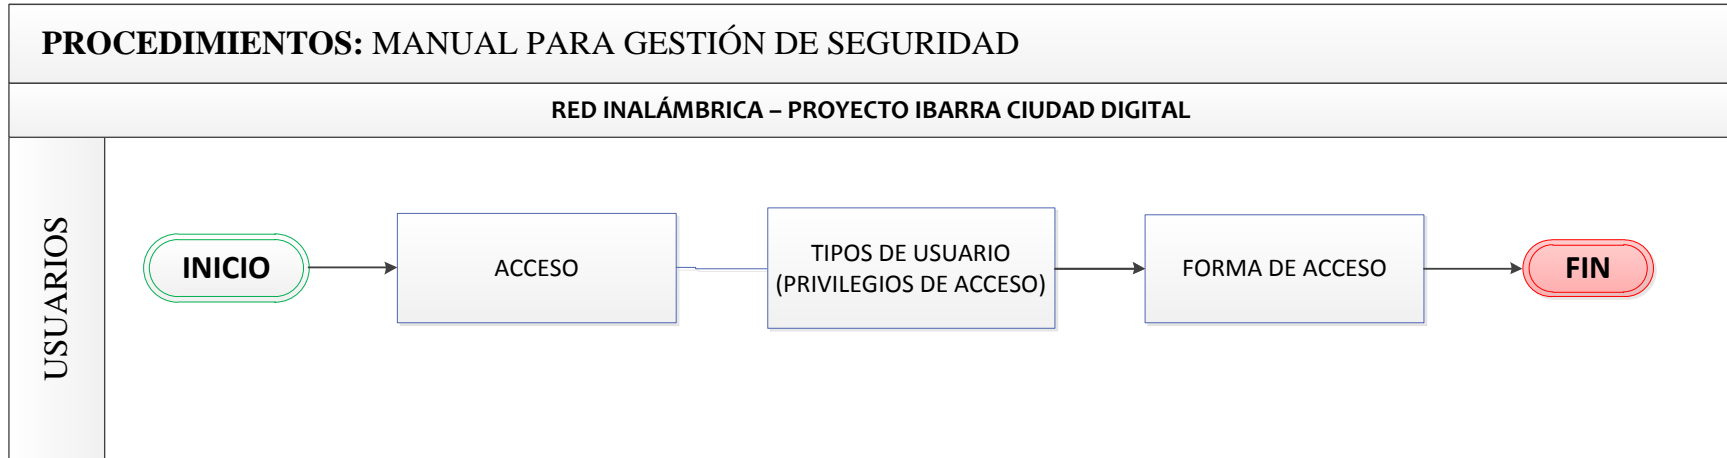 PROCEDIMIENTOS: MANUAL PARA GESTIÓN DE SEGURIDAD
RED INALÁMBRICA – PROYECTO IBARRA CIUDAD DIGITAL
USUARIOS
INICIO
ACCESO
TIPOS DE USUARIO
(PRIVILEGIOS DE ACCESO)
FORMA DE ACCESO
FIN